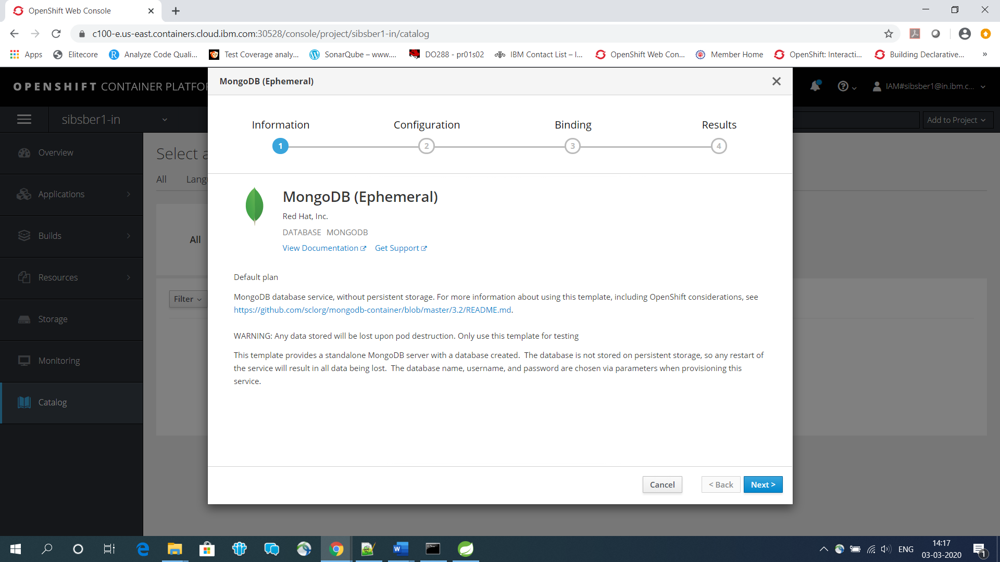 OpenShift Web Console
c100-e.us-east.containers.cloud.ibm.com:30528/console/project/sibsber1-in/catalog
Apps
Elitecore
Analyze Code Quali...
Test Coverage analy...
SonarQube – www....
DO288 - pr01s02
IBM Contact List – I...
OpenShift Web Con...
Member Home
OpenShift: Interacti...
Building Declarative...
»
OPENSHIFT CONTAINER PLATFO
IAM#sibsber1@in.ibm.c...
sibsber1-in
Add to Project
Overview
Applications
Builds
Resources
Storage
Monitoring
Catalog
Select a
All
Lang
All
Filter
MongoDB (Ephemeral)
Information
Configuration
Binding
Results
1
2
3
4
MongoDB (Ephemeral)
Red Hat, Inc.
DATABASE MONGODB
View Documentation Get Support
Default plan
MongoDB database service, without persistent storage. For more information about using this template, including OpenShift considerations, see
https://github.com/sclorg/mongodb-container/blob/master/3.2/README.md.
WARNING: Any data stored will be lost upon pod destruction. Only use this template for testing
This template provides a standalone MongoDB server with a database created. The database is not stored on persistent storage, so any restart of
the service will result in all data being lost. The database name, username, and password are chosen via parameters when provisioning this
service.
Cancel
< Back
Next >
ENG
14:17
03-03-2020
1